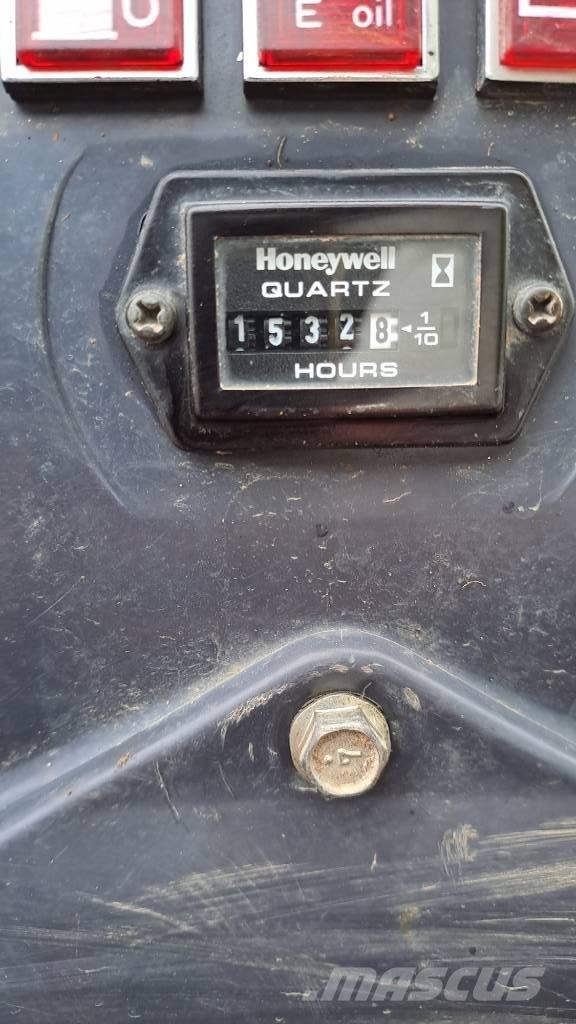 E oil
Honeywell
QUARTZ
1 5 3 2 8 ◄ 1/10
HOURS
MASCUS